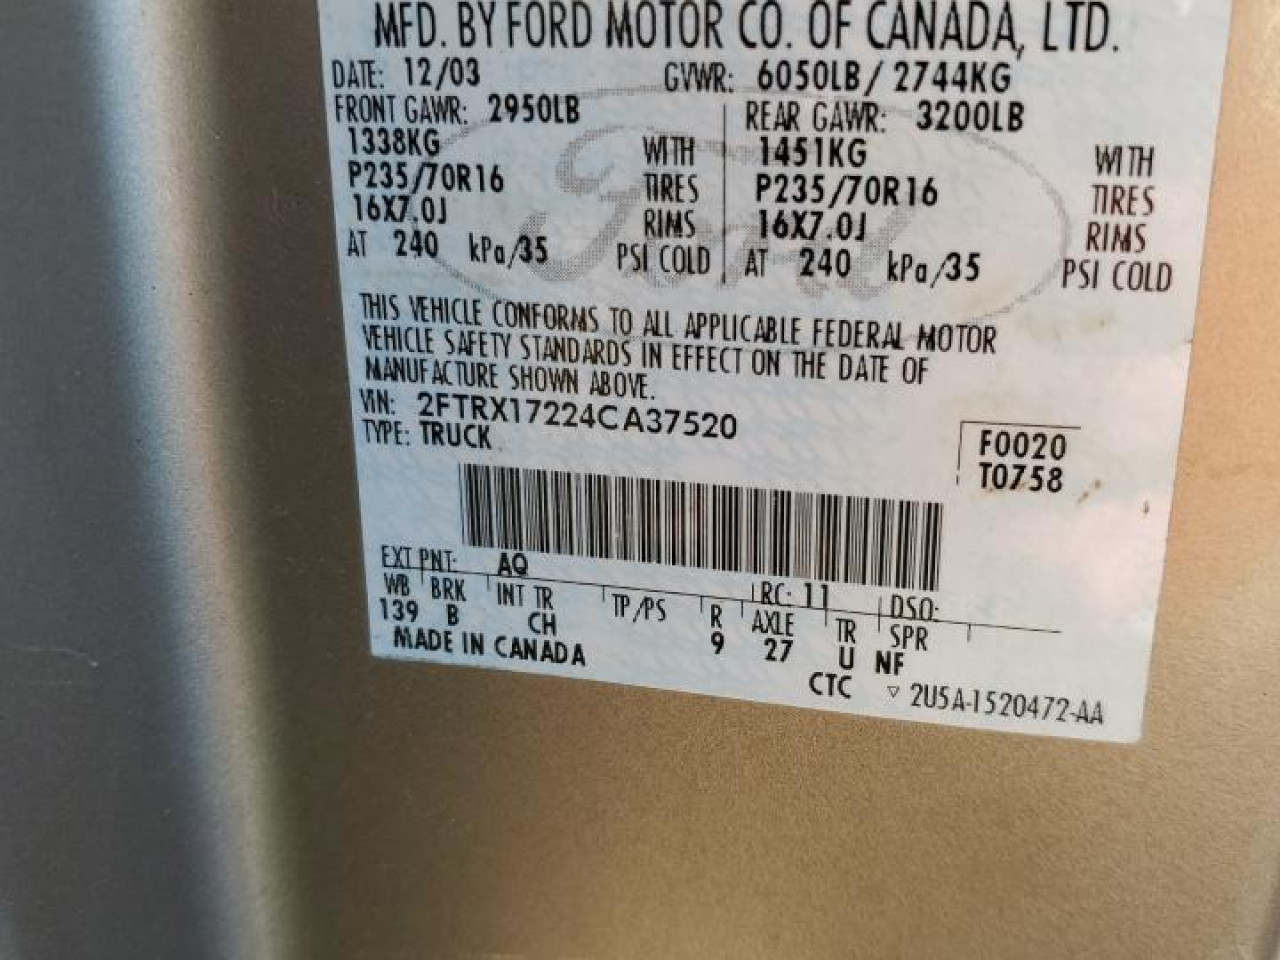 MFD. BY FORD MOTOR CO. OF CANADA, LTD.
DATE: 12/03 GVWR: 6050LB / 2744KG
FRONT GAWR: 2950LB REAR GAWR: 3200LB
1338KG WITH 1451KG WITH
P235/70R16 TIRES P235/70R16 TIRES
16X7.0J RIMS 16X7.0J RIMS
AT 240 kPa/35 PSI COLD AT 240 kPa/35 PSI COLD
Ford
THIS VEHICLE CONFORMS TO ALL APPLICABLE FEDERAL MOTOR
VEHICLE SAFETY STANDARDS IN EFFECT ON THE DATE OF
MANUFACTURE SHOWN ABOVE.
VIN: 2FTRX17224CA37520
TYPE: TRUCK
F0020
T0758
EXT PNT: AQ RC: 11 DSO:
WB BRK INT TR TP/PS R AXLE TR SPR
139 B CH 9 27 U NF
MADE IN CANADA CTC ▽ 2U5A-1520472-AA